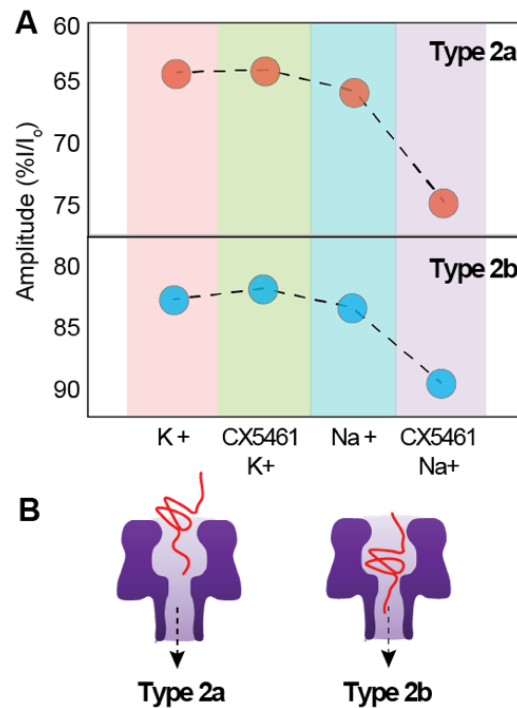 A
Amplitude (%I/Iₒ)
60
65
70
75
Type 2a
80
85
90
Type 2b
K + CX5461 Na + CX5461
K+ Na+
B
Type 2a Type 2b